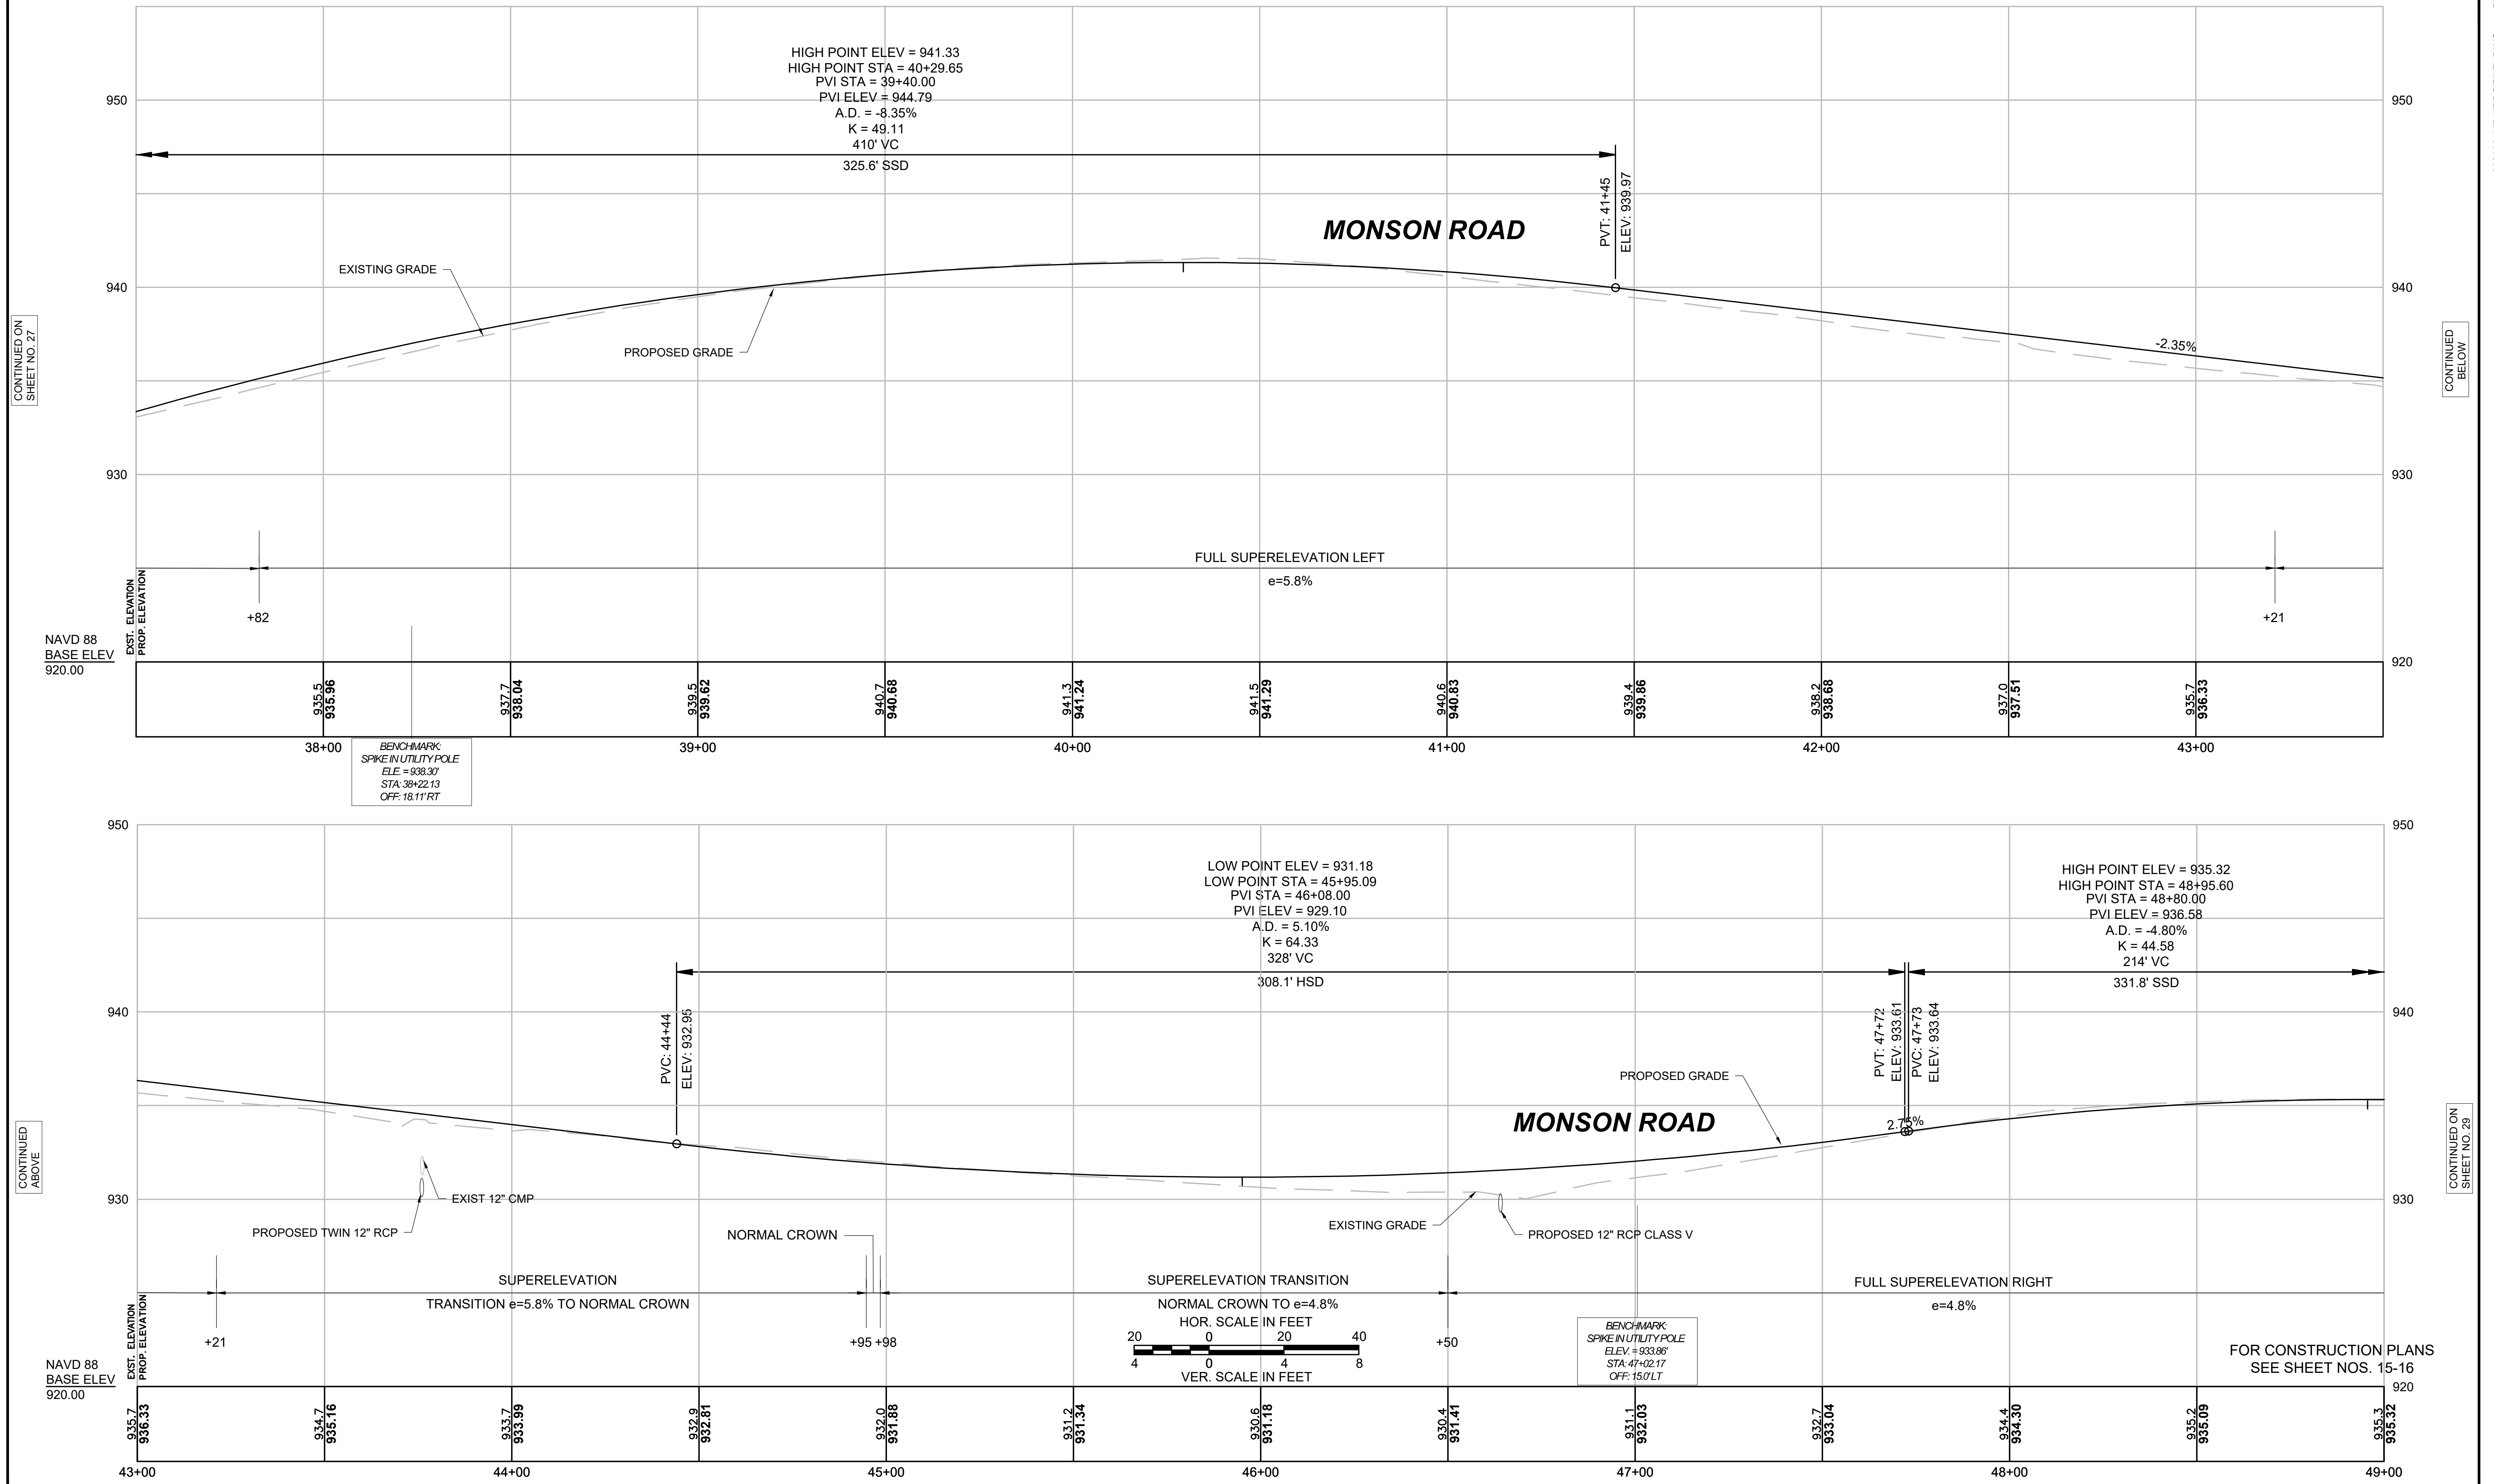 HIGH POINT ELEV = 941.33
HIGH POINT STA = 40+29.65
PVI STA = 39+40.00
PVI ELEV = 944.79
A.D. = -8.35%
K = 49.11
410' VC
325.6' SSD
950
950
MONSON ROAD
PVT: 41+45
ELEV: 939.97
EXISTING GRADE
PROPOSED GRADE
940
940
-2.35%
CONTINUED ON
SHEET NO. 27
CONTINUED
BELOW
930
930
FULL SUPERELEVATION LEFT
e=5.8%
+82
+21
EXST. ELEVATION
PROP. ELEVATION
NAVD 88
BASE ELEV
920.00
920
935.5
935.96
937.7
938.04
939.5
939.62
940.7
940.68
941.3
941.24
941.5
941.29
940.6
940.83
939.4
939.86
938.2
938.68
937.0
937.51
935.7
936.33
38+00
39+00
40+00
41+00
42+00
43+00
BENCHMARK:
SPIKE IN UTILITY POLE
ELE. = 938.30'
STA: 38+22.13
OFF: 18.11' RT
950
950
LOW POINT ELEV = 931.18
LOW POINT STA = 45+95.09
PVI STA = 46+08.00
PVI ELEV = 929.10
A.D. = 5.10%
K = 64.33
328' VC
308.1' HSD
HIGH POINT ELEV = 935.32
HIGH POINT STA = 48+95.60
PVI STA = 48+80.00
PVI ELEV = 936.58
A.D. = -4.80%
K = 44.58
214' VC
331.8' SSD
PVC: 44+44
ELEV: 932.95
PVT: 47+72
ELEV: 933.61
PVC: 47+73
ELEV: 933.64
940
940
PROPOSED GRADE
MONSON ROAD
2.75%
CONTINUED
ABOVE
CONTINUED ON
SHEET NO. 29
930
930
EXIST 12" CMP
PROPOSED TWIN 12" RCP
NORMAL CROWN
EXISTING GRADE
PROPOSED 12" RCP CLASS V
SUPERELEVATION
TRANSITION e=5.8% TO NORMAL CROWN
SUPERELEVATION TRANSITION
NORMAL CROWN TO e=4.8%
FULL SUPERELEVATION RIGHT
e=4.8%
+21
+95 +98
+50
HOR. SCALE IN FEET
20 0 20 40
4 0 4 8
VER. SCALE IN FEET
BENCHMARK:
SPIKE IN UTILITY POLE
ELEV. = 933.86'
STA: 47+02.17
OFF: 15.0' LT
FOR CONSTRUCTION PLANS
SEE SHEET NOS. 15-16
EXST. ELEVATION
PROP. ELEVATION
NAVD 88
BASE ELEV
920.00
920
935.7
936.33
934.7
935.16
933.7
933.99
932.9
932.81
932.0
931.88
931.2
931.34
930.6
931.18
930.4
931.41
931.1
932.03
932.7
933.04
934.4
934.30
935.2
935.09
935.3
935.32
43+00
44+00
45+00
46+00
47+00
48+00
49+00